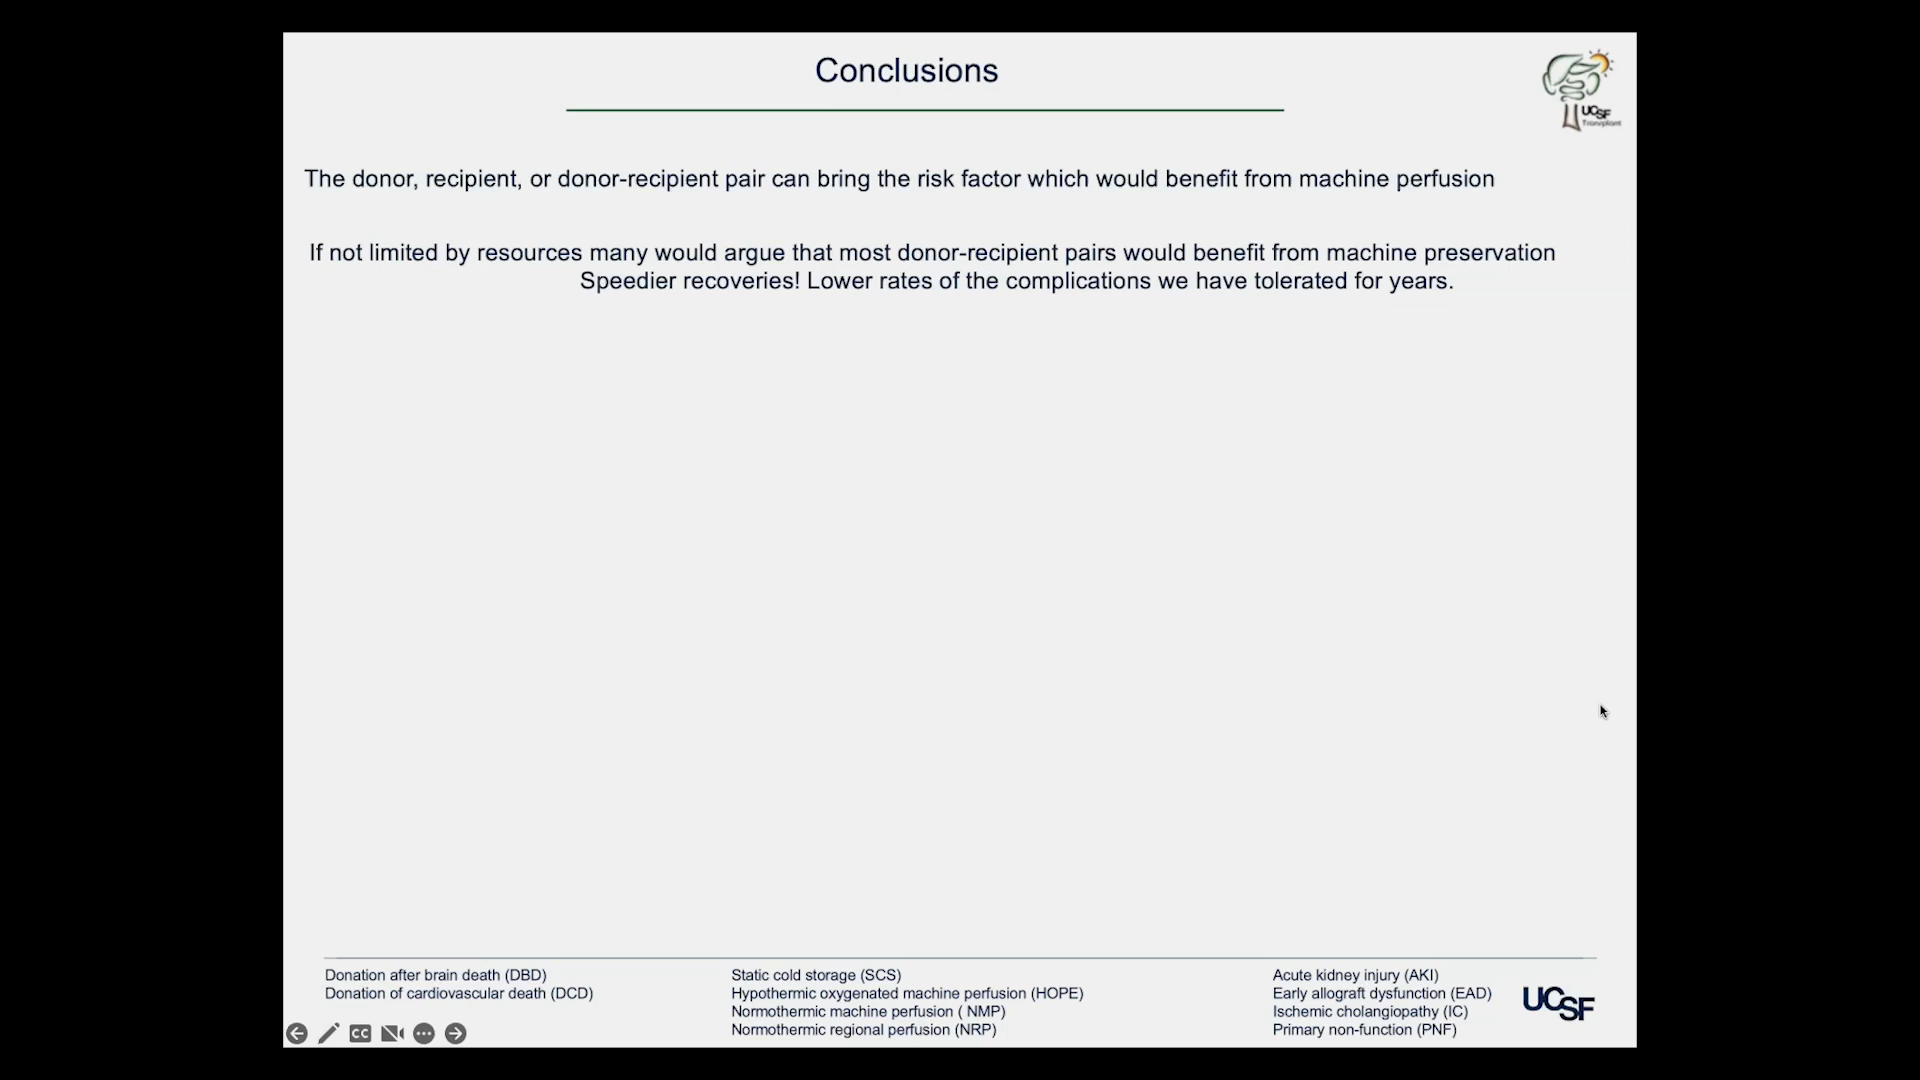 Conclusions
UCSF
Transplant
The donor, recipient, or donor-recipient pair can bring the risk factor which would benefit from machine perfusion
If not limited by resources many would argue that most donor-recipient pairs would benefit from machine preservation
Speedier recoveries! Lower rates of the complications we have tolerated for years.
Donation after brain death (DBD)
Donation of cardiovascular death (DCD)
Static cold storage (SCS)
Hypothermic oxygenated machine perfusion (HOPE)
Normothermic machine perfusion ( NMP)
Normothermic regional perfusion (NRP)
Acute kidney injury (AKI)
Early allograft dysfunction (EAD)
Ischemic cholangiopathy (IC)
Primary non-function (PNF)
UCSF
CC